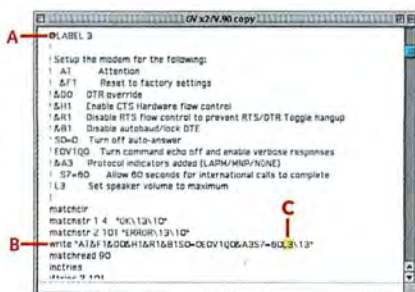 GV x2/V.90 copy
A
@LABEL 3
!
! Setup the modem for the following:
! AT Attention
! &F1 Reset to factory settings
! &D0 DTR override
! &H1 Enable CTS Hardware flow control
! &R1 Disable RTS flow control to prevent RTS/DTR Toggle hangup
! &B1 Disable autobaud/lock DTE
! S0=0 Turn off auto-answer
! E0V1Q0 Turn command echo off and enable verbose responses
! &A3 Protocol indicators added (LAPM/MNP/NONE)
! S7=60 Allow 60 seconds for international calls to complete
! L3 Set speaker volume to maximum
!
C
matchclr
matchstr 1 4 "OK\13\10"
matchstr 2 101 "ERROR\13\10"
B
write "AT&F1&D0&H1&R1&B1S0=0E0V1Q0&A3S7=60L3\13"
matchread 90
inctries
iftries 2 101